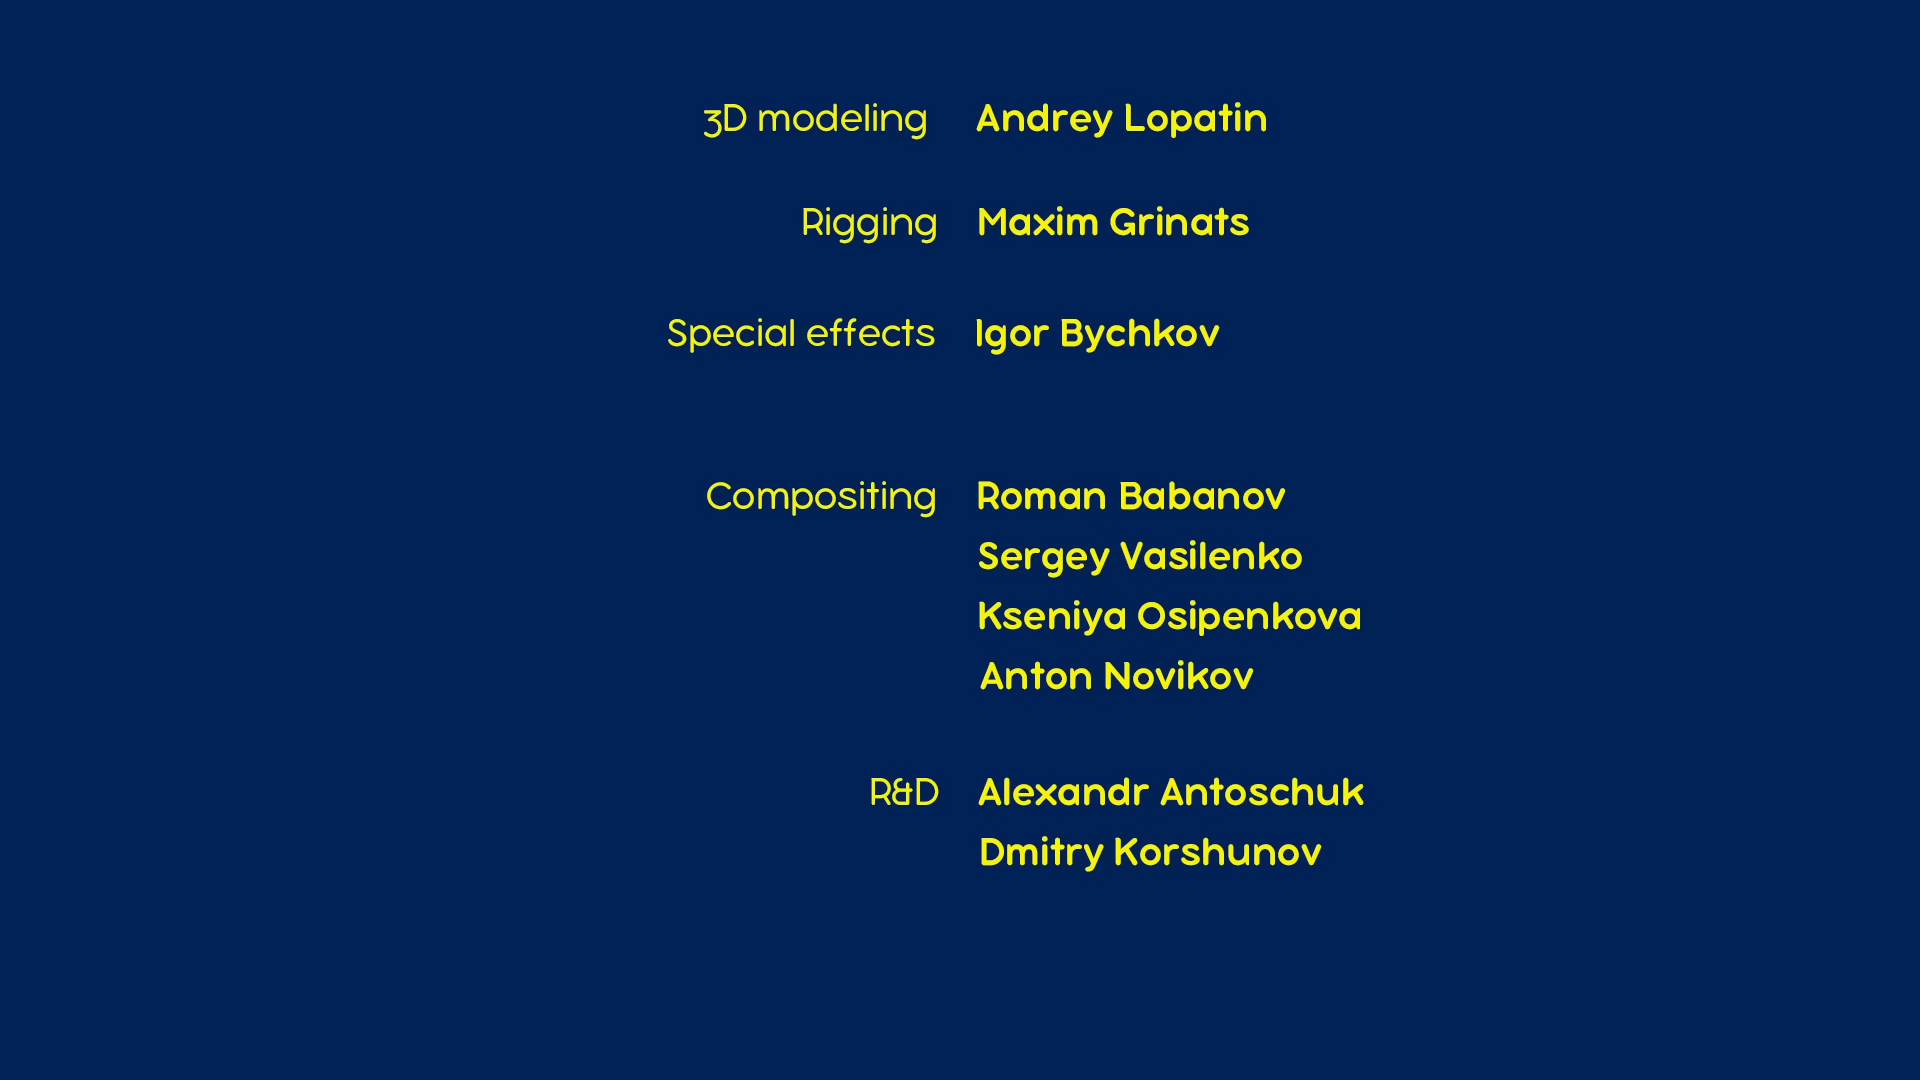 3D modeling Andrey Lopatin
Rigging Maxim Grinats
Special effects Igor Bychkov
Compositing Roman Babanov
Sergey Vasilenko
Kseniya Osipenkova
Anton Novikov
R&D Alexandr Antoschuk
Dmitry Korshunov